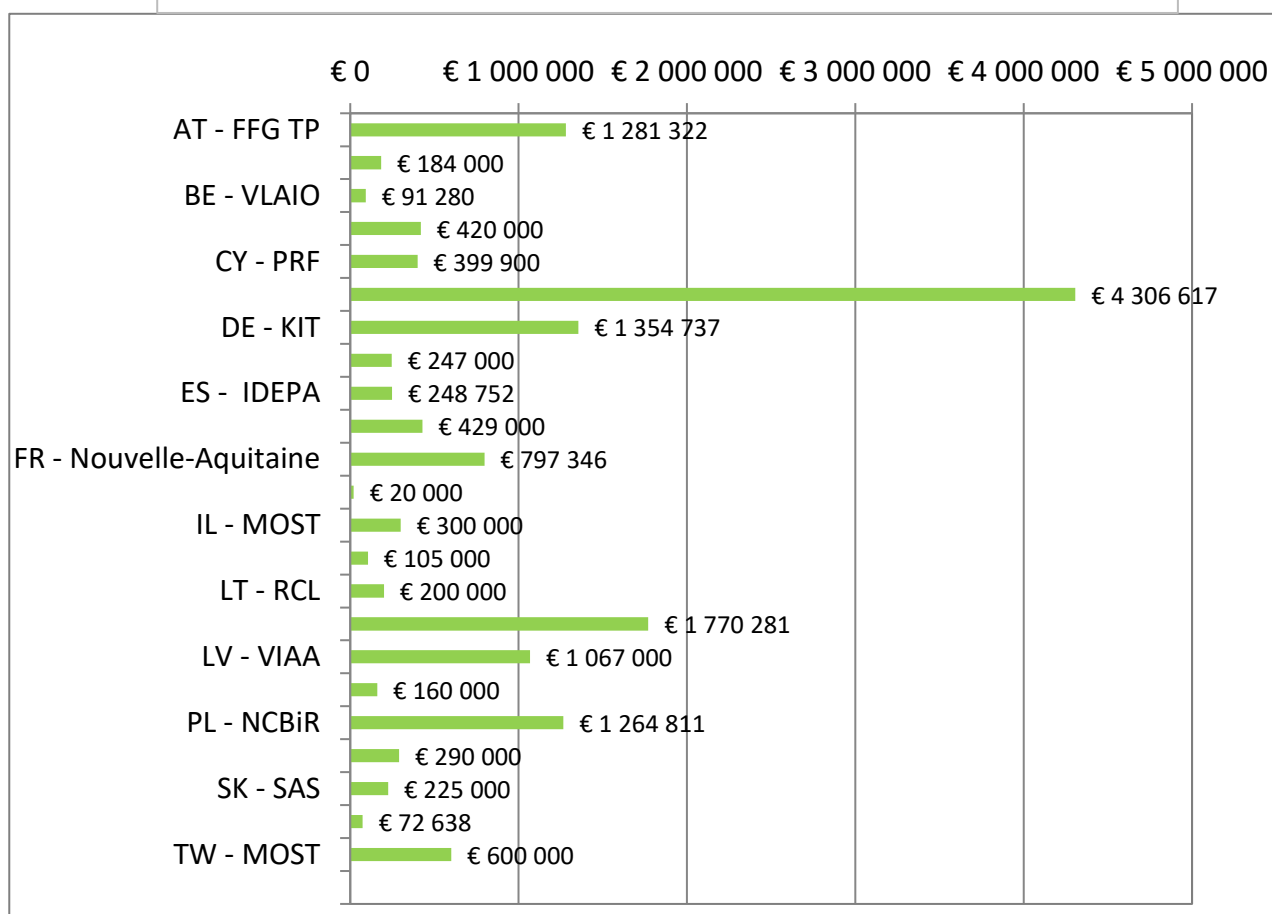 € 0 € 1 000 000 € 2 000 000 € 3 000 000 € 4 000 000 € 5 000 000
AT - FFG TP € 1 281 322
€ 184 000
BE - VLAIO € 91 280
€ 420 000
CY - PRF € 399 900
€ 4 306 617
DE - KIT € 1 354 737
€ 247 000
ES -  IDEPA € 248 752
€ 429 000
FR - Nouvelle-Aquitaine € 797 346
€ 20 000
IL - MOST € 300 000
€ 105 000
LT - RCL € 200 000
€ 1 770 281
LV - VIAA € 1 067 000
€ 160 000
PL - NCBiR € 1 264 811
€ 290 000
SK - SAS € 225 000
€ 72 638
TW - MOST € 600 000